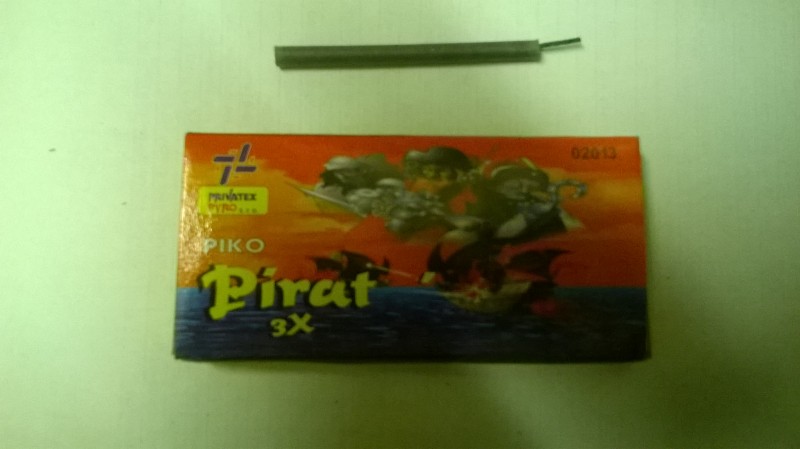 02013
PRIVATEX
PYRO s.r.o.
PIKO
Pirat
3X